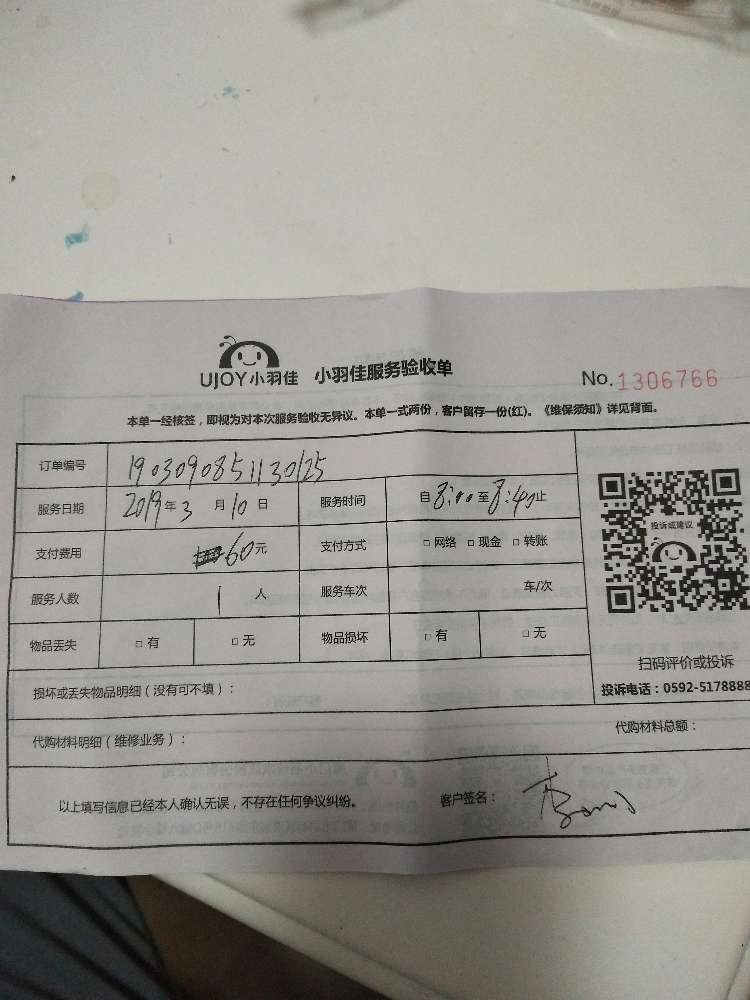 UJOY小羽佳 小羽佳服务验收单
No. 1306766
本单一经核签，即视为对本次服务验收无异议。本单一式两份，客户留存一份(红)。《维保须知》详见背面。
订单编号 1903090851130125
服务日期 2019年3月10日 服务时间 自8:00至8:40止
支付费用 60元 支付方式 □网络 □现金 □转账
服务人数 1人 服务车次 车/次
物品丢失 □有 □无 物品损坏 □有 □无
投诉或建议
扫码评价或投诉
投诉电话：0592-5178888
损坏或丢失物品明细（没有可不填）：
代购材料明细（维修业务）： 代购材料总额：
以上填写信息已经本人确认无误，不存在任何争议纠纷。 客户签名：